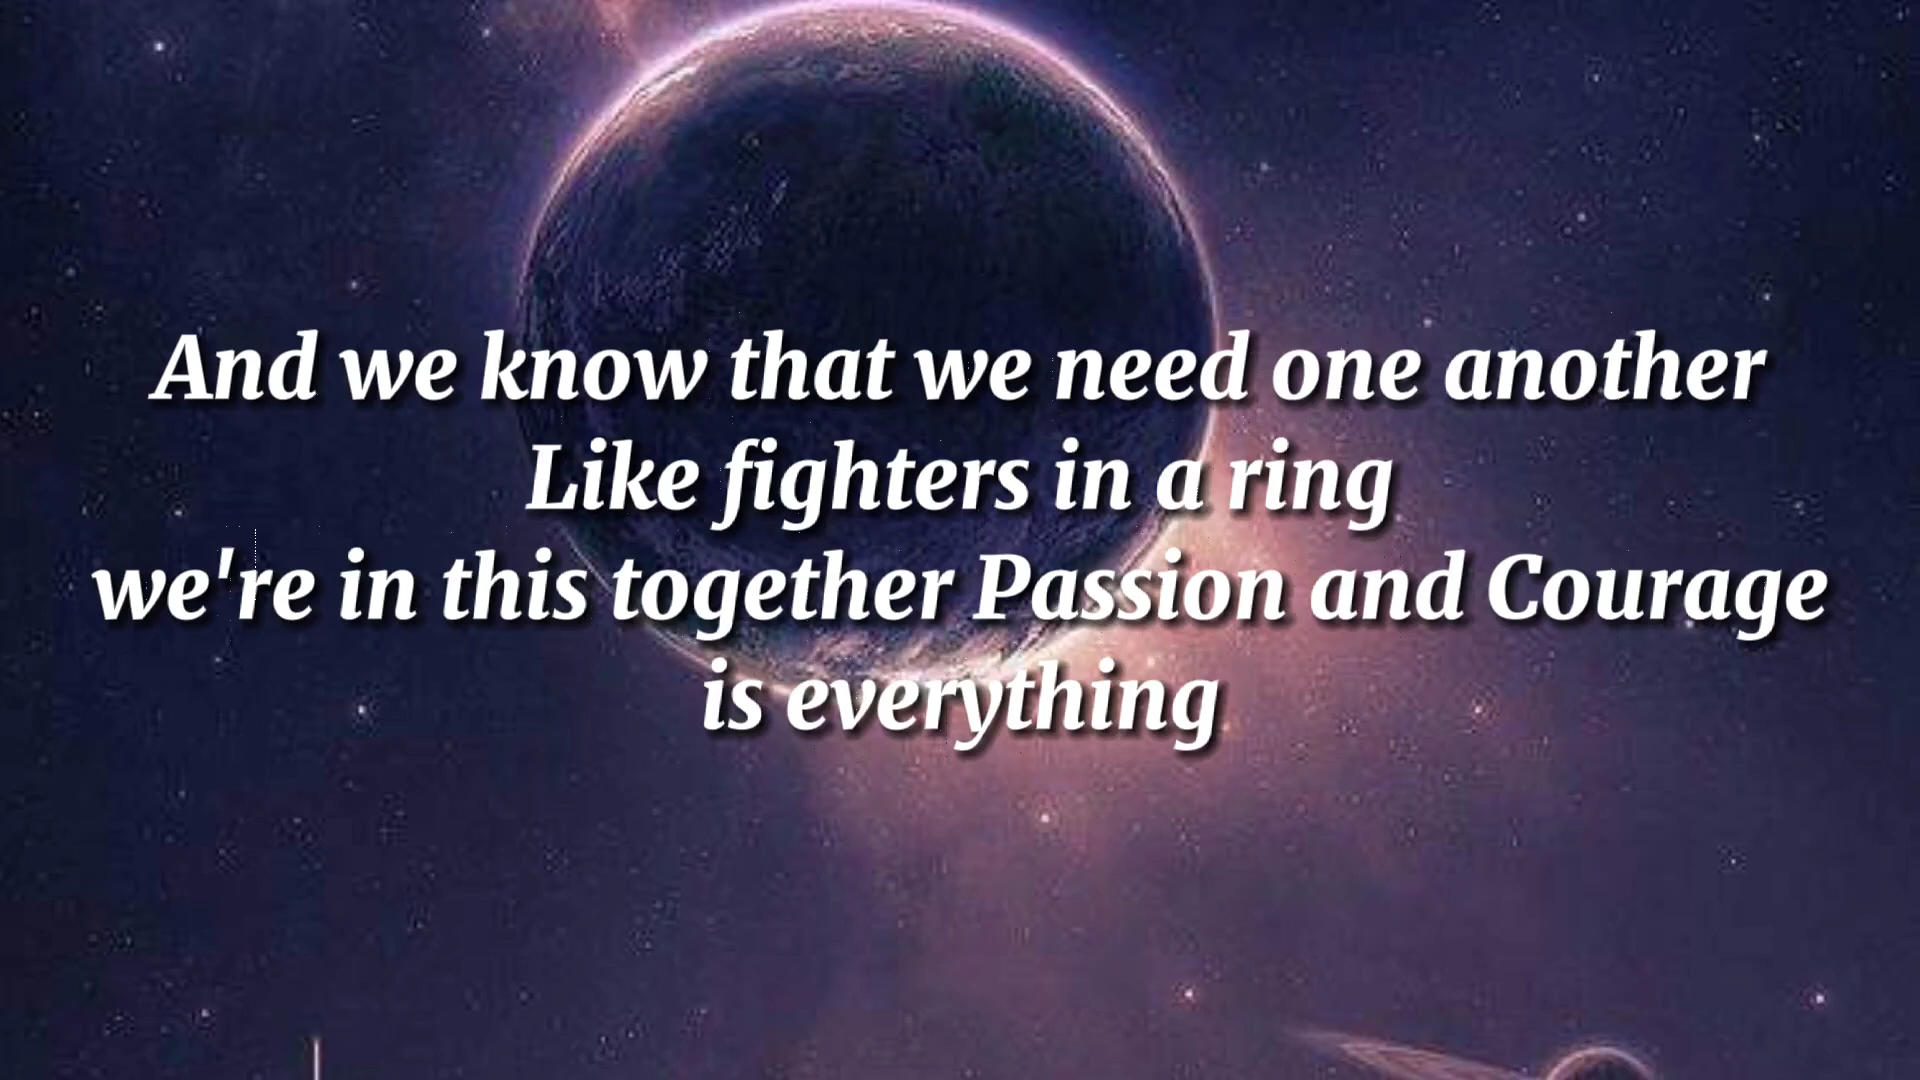 And we know that we need one another
Like fighters in a ring
we're in this together Passion and Courage
is everything